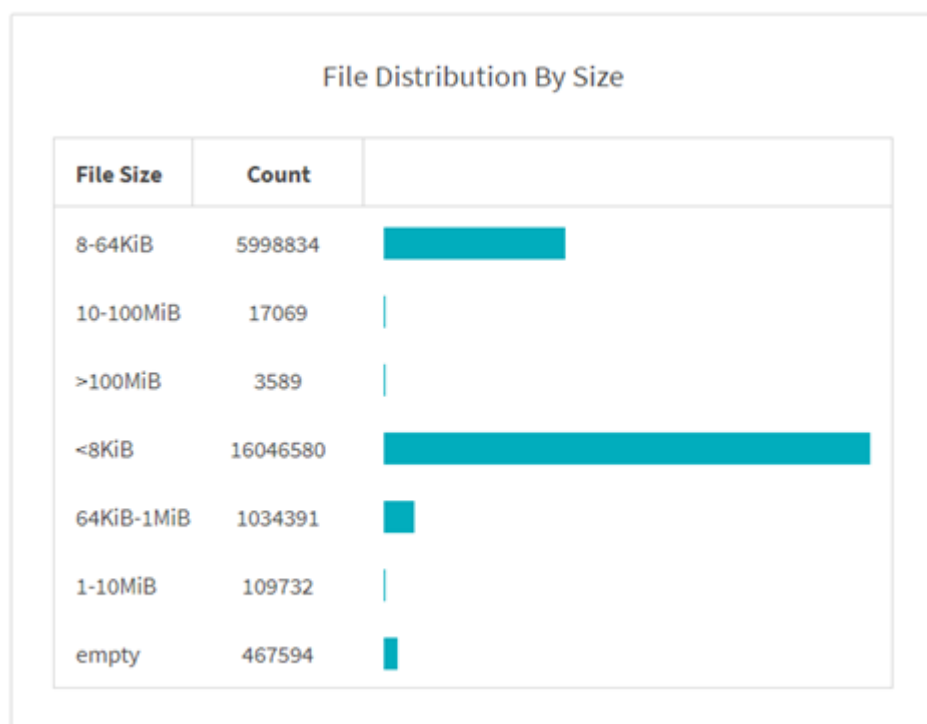 File Distribution By Size
File Size Count
8-64KiB 5998834
10-100MiB 17069
>100MiB 3589
<8KiB 16046580
64KiB-1MiB 1034391
1-10MiB 109732
empty 467594